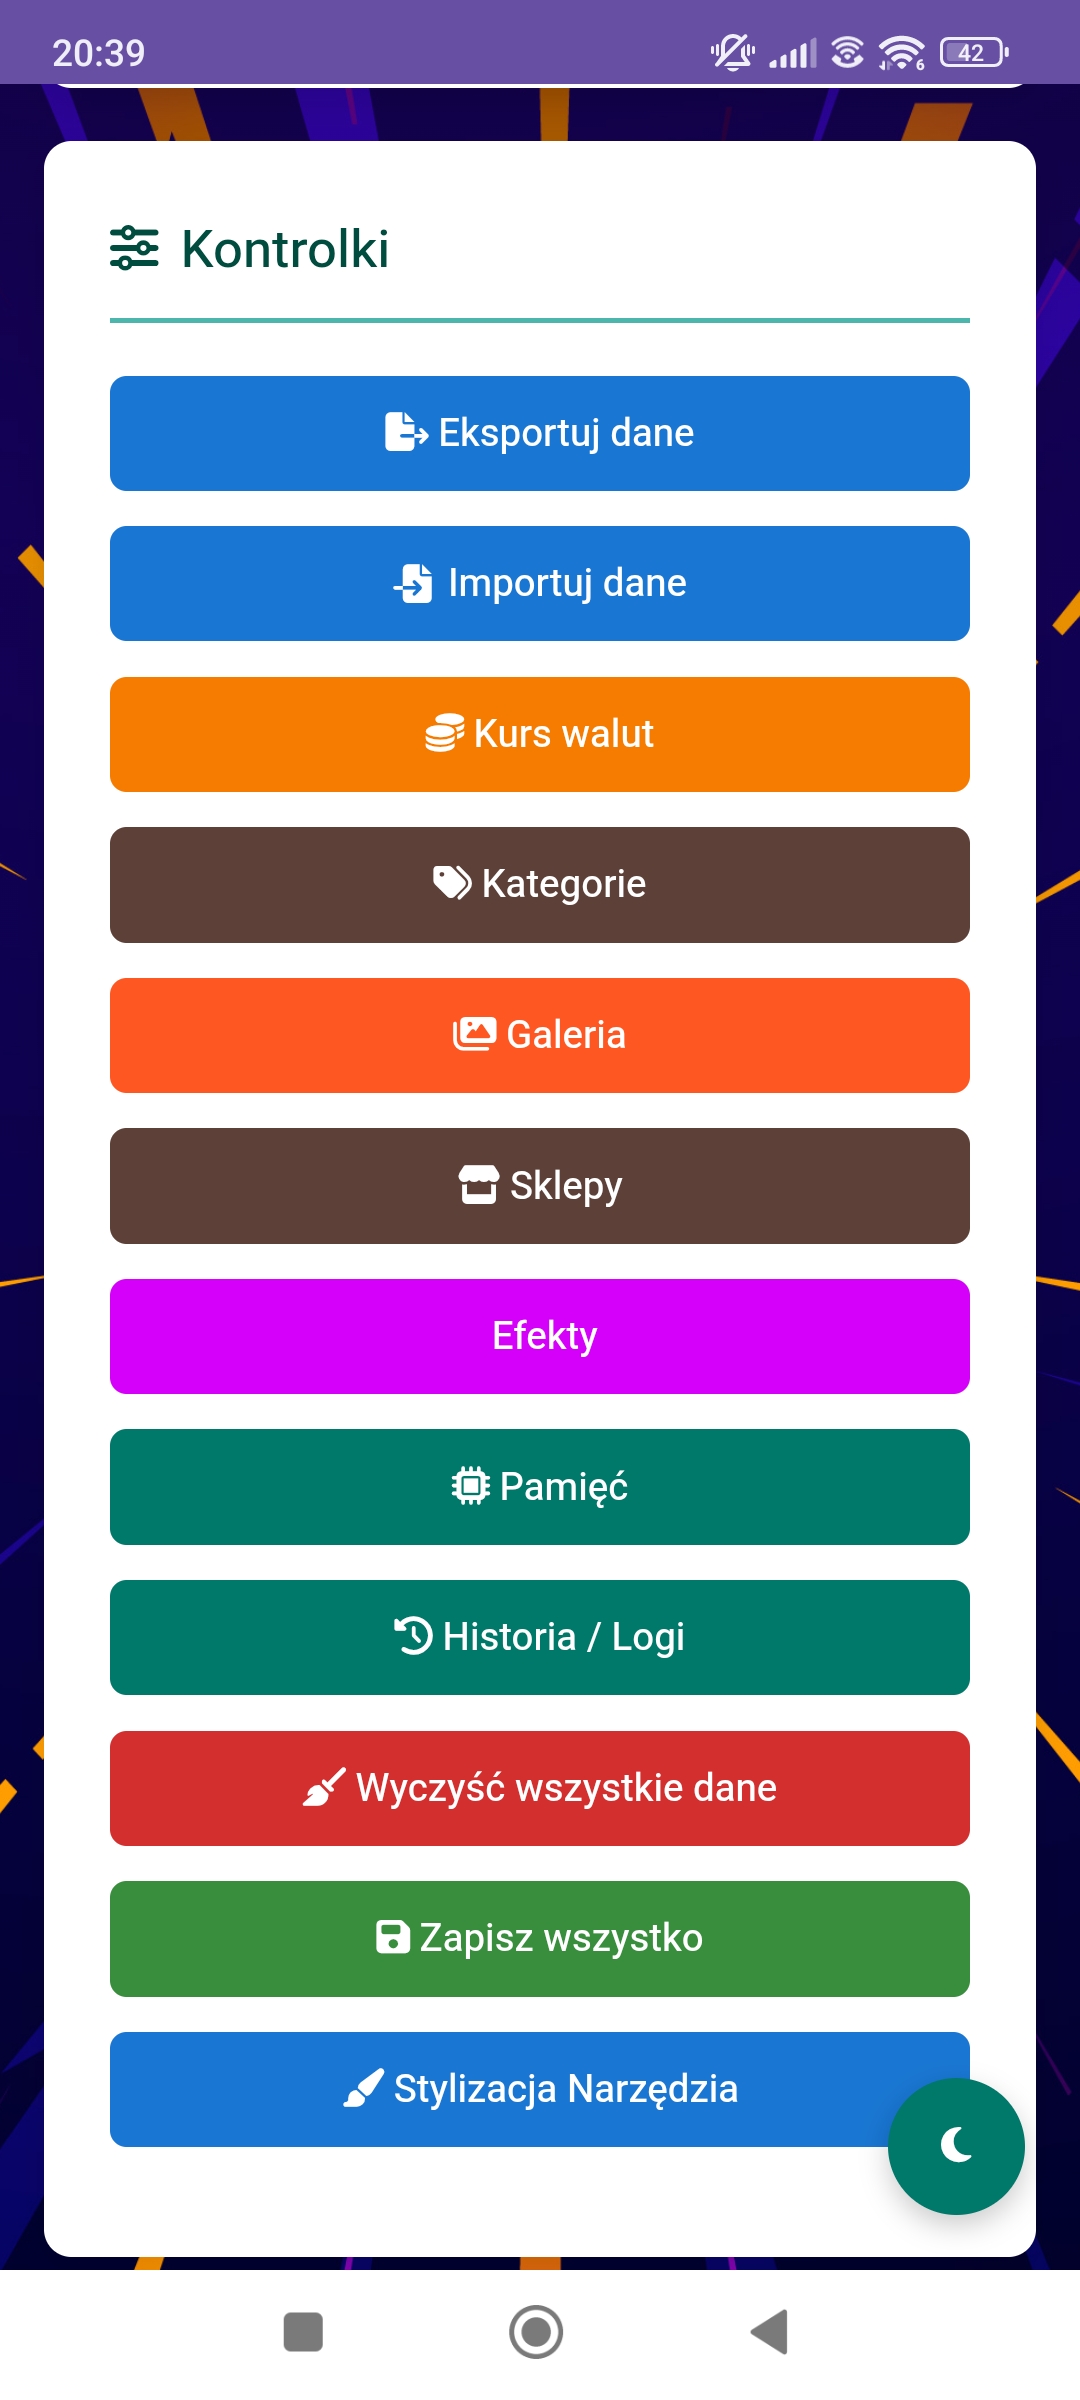 20:39
6
42
Kontrolki
Eksportuj dane
Importuj dane
Kurs walut
Kategorie
Galeria
Sklepy
Efekty
Pamięć
Historia / Logi
Wyczyść wszystkie dane
Zapisz wszystko
Stylizacja Narzędzia